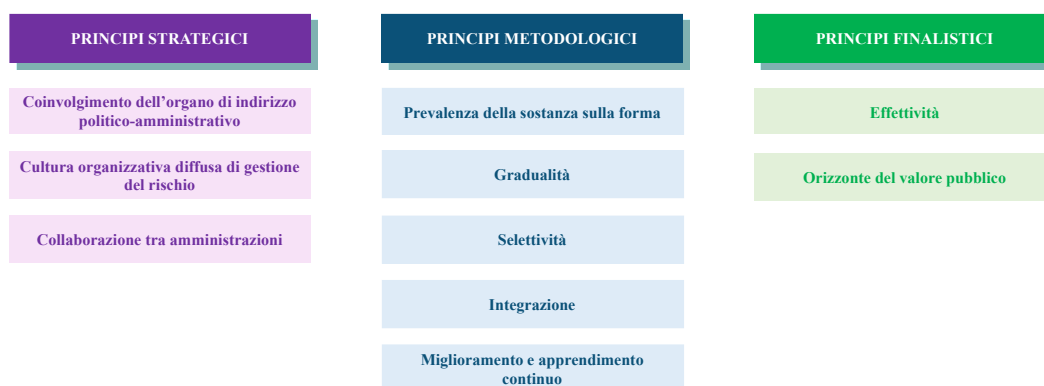 PRINCIPI STRATEGICI
Coinvolgimento dell’organo di indirizzo
politico-amministrativo
Cultura organizzativa diffusa di gestione
del rischio
Collaborazione tra amministrazioni
PRINCIPI METODOLOGICI
Prevalenza della sostanza sulla forma
Gradualità
Selettività
Integrazione
Miglioramento e apprendimento
continuo
PRINCIPI FINALISTICI
Effettività
Orizzonte del valore pubblico